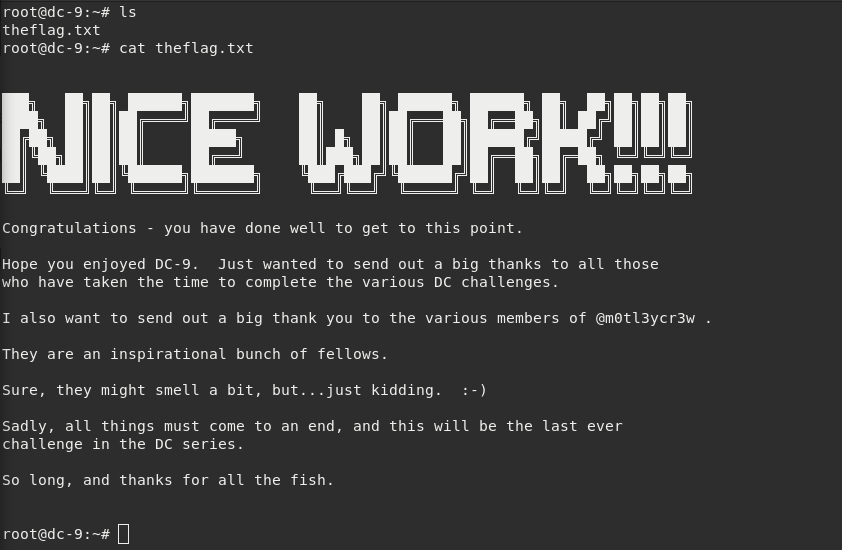 root@dc-9:~# ls
theflag.txt
root@dc-9:~# cat theflag.txt
NICE WORK!!!
Congratulations - you have done well to get to this point.
Hope you enjoyed DC-9.  Just wanted to send out a big thanks to all those
who have taken the time to complete the various DC challenges.
I also want to send out a big thank you to the various members of @m0tl3ycr3w .
They are an inspirational bunch of fellows.
Sure, they might smell a bit, but...just kidding.  :-)
Sadly, all things must come to an end, and this will be the last ever
challenge in the DC series.
So long, and thanks for all the fish.
root@dc-9:~#